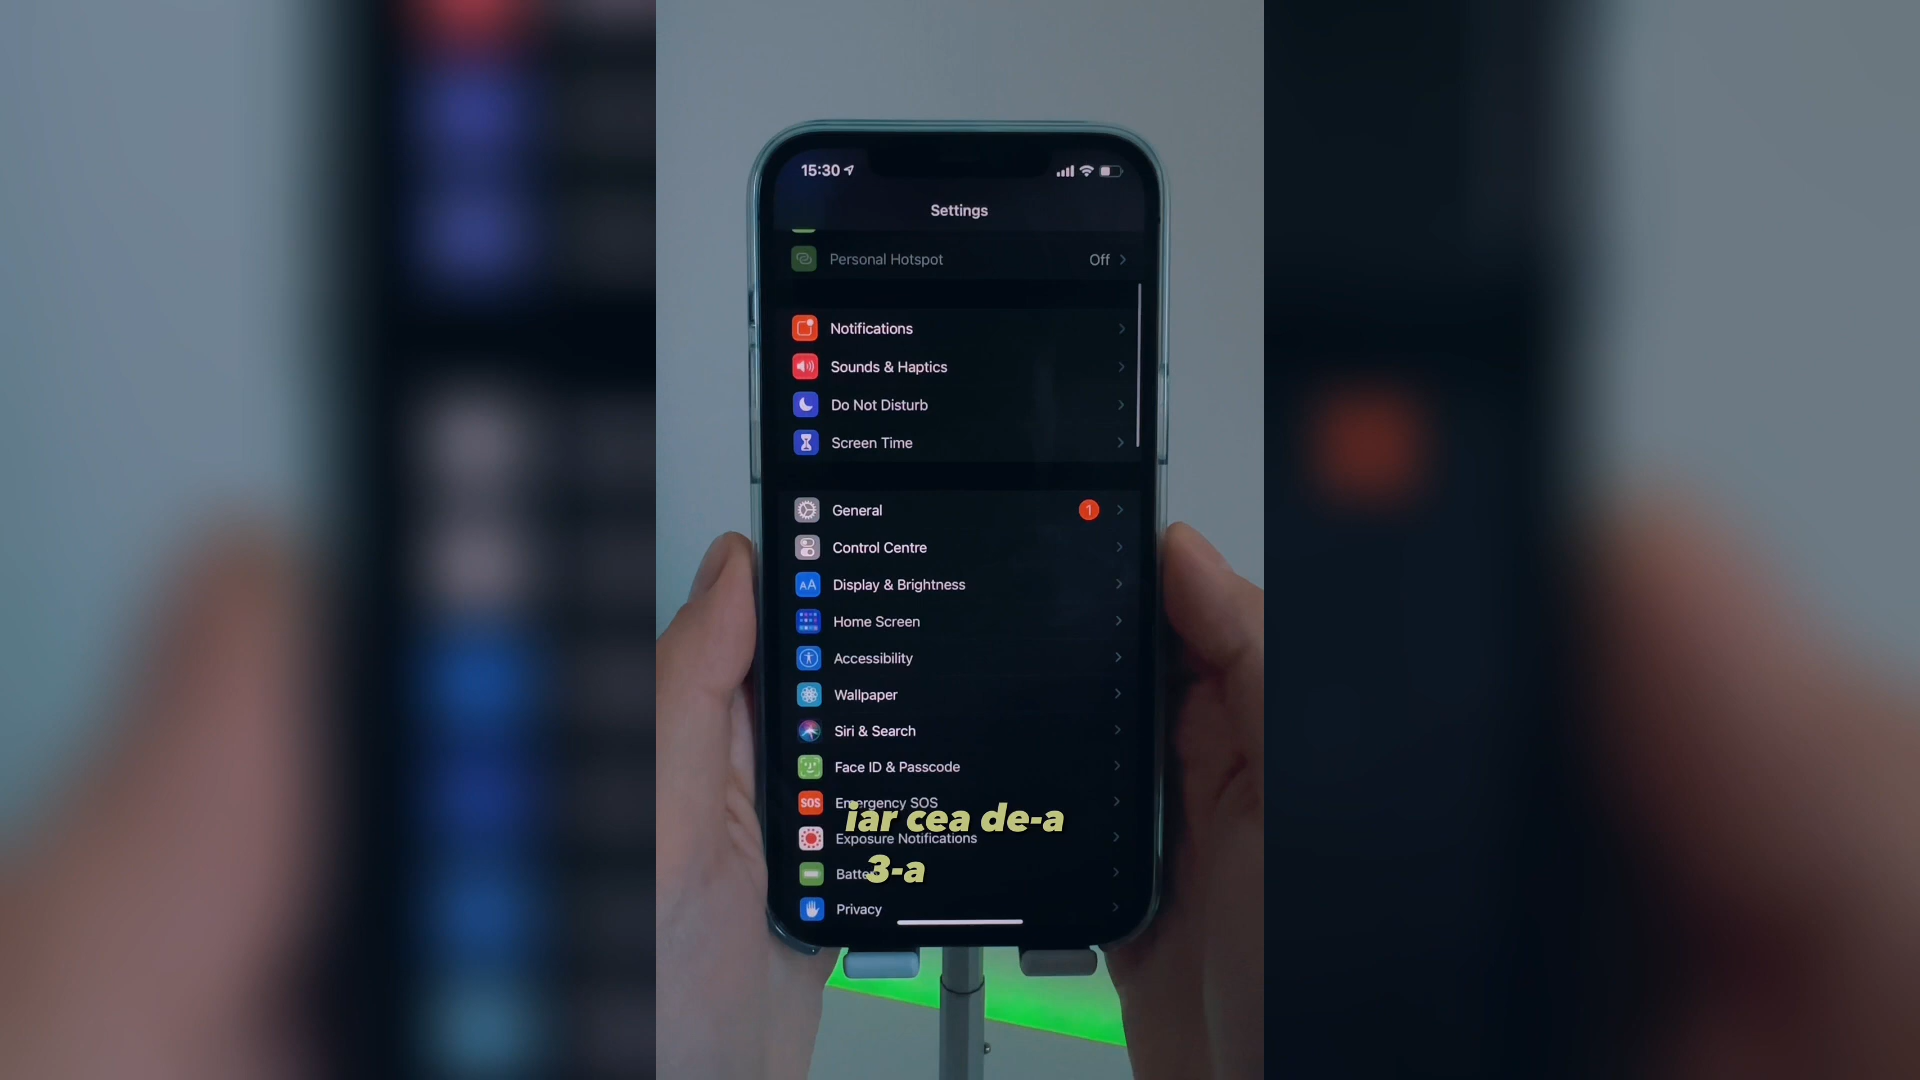 15:30
Settings
Personal Hotspot Off
Notifications
Sounds & Haptics
Do Not Disturb
Screen Time
General 1
Control Centre
AA Display & Brightness
Home Screen
Accessibility
Wallpaper
Siri & Search
Face ID & Passcode
SOS Emergency SOS
iar cea de-a
Exposure Notifications
3-a
Privacy